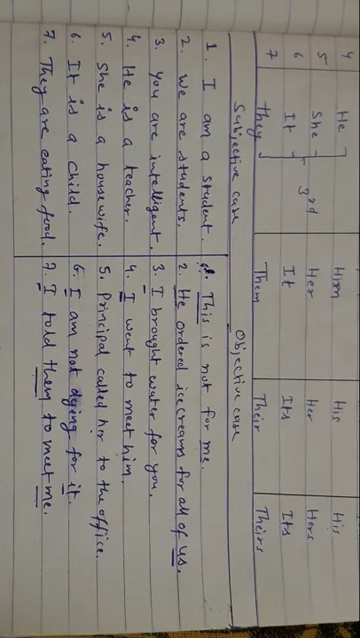 4 He Him His His
5 She 3rd Her Her Hers
6 It It Its Its
7 they Them Their Theirs
Subjective case Objective case
1. I am a student. 1. This is not for me.
2. We are students. 2. He ordered icecreams for all of us.
3. You are intelligent. 3. I brought water for you.
4. He is a teacher. 4. I went to meet him.
5. She is a housewife. 5. Principal called her to the office.
6. It is a child. 6. I am not dying for it.
7. They are eating food. 7. I told them to meet me.